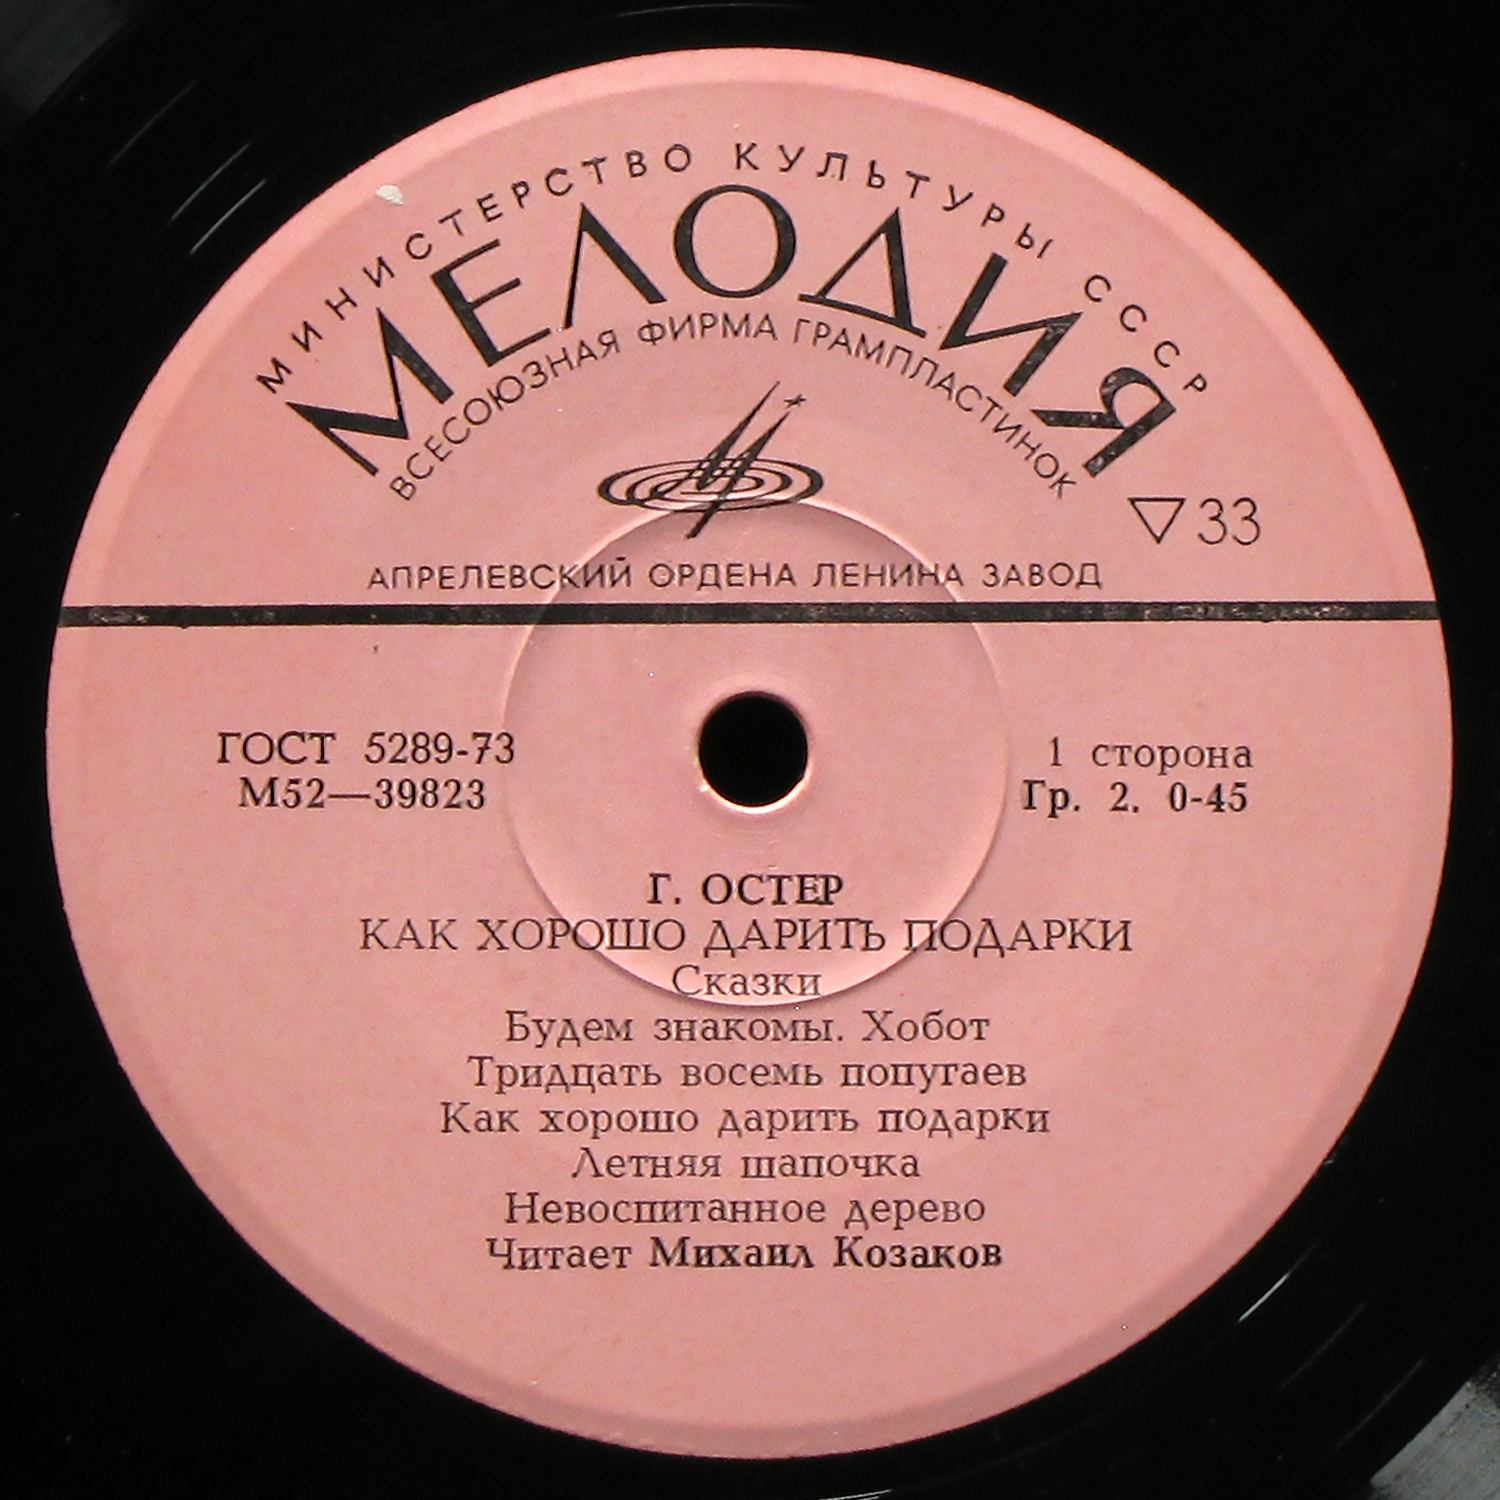 МИНИСТЕРСТВО КУЛЬТУРЫ СССР
МЕЛОДИЯ
ВСЕСОЮЗНАЯ ФИРМА ГРАМПЛАСТИНОК
▽33
АПРЕЛЕВСКИЙ ОРДЕНА ЛЕНИНА ЗАВОД
ГОСТ 5289-73
М52—39823
1 сторона
Гр. 2. 0-45
Г. ОСТЕР
КАК ХОРОШО ДАРИТЬ ПОДАРКИ
Сказки
Будем знакомы. Хобот
Тридцать восемь попугаев
Как хорошо дарить подарки
Летняя шапочка
Невоспитанное дерево
Читает Михаил Козаков